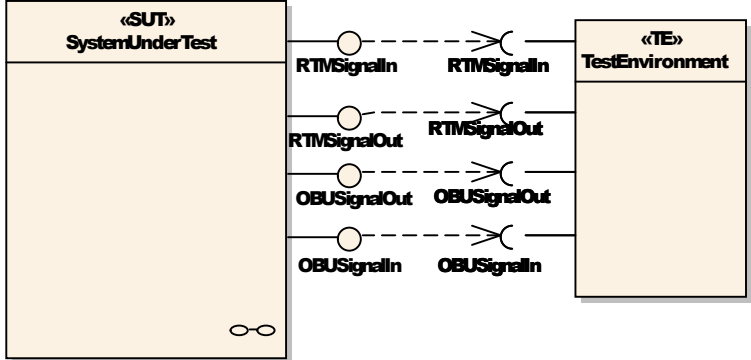 «SUT»
SystemUnderTest
«TE»
TestEnvironment
RTMSignalIn
RTMSignalIn
RTMSignalOut
RTMSignalOut
OBUSignalOut
OBUSignalOut
OBUSignalIn
OBUSignalIn